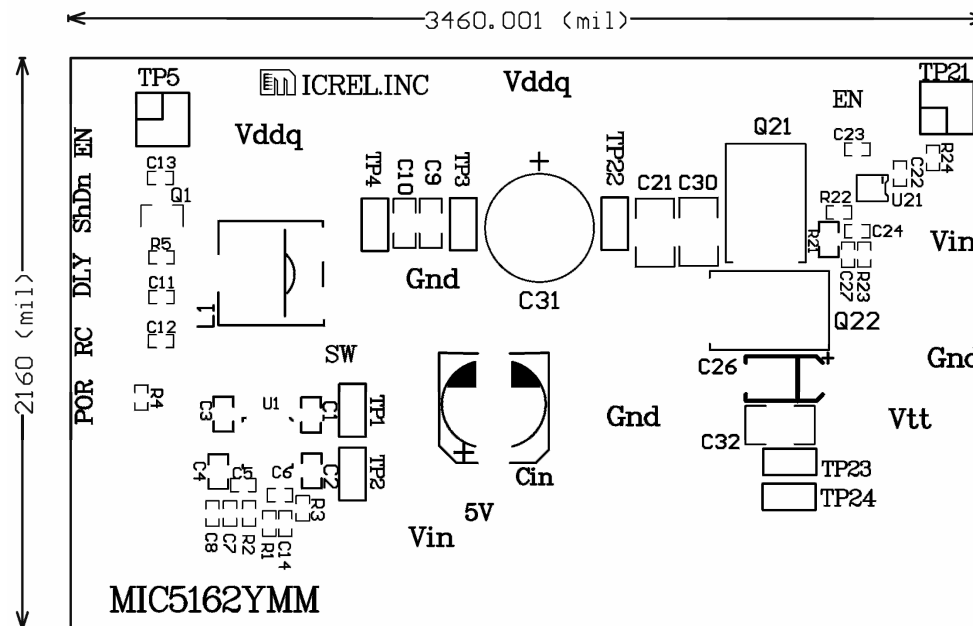 3460.001 (mil)
2160 (mil)
TP5
ICREL.INC
Vddq
TP21
EN
Vddq
Q21
C23
R24
C22
U21
EN
ShDn
DLY
RC
POR
C13
Q1
R5
C11
C12
R4
TP4
C10
C9
TP3
TP22
C21
C30
R22
C24
R21
C27
R23
Vin
L1
Gnd
C31
Q22
SW
C26
Gnd
C3
U1
C1
TP1
Gnd
Vtt
C32
C4
C5
C6
C2
TP2
Cin
TP23
TP24
C8
C7
R2
R1
C14
R3
5V
Vin
MIC5162YMM